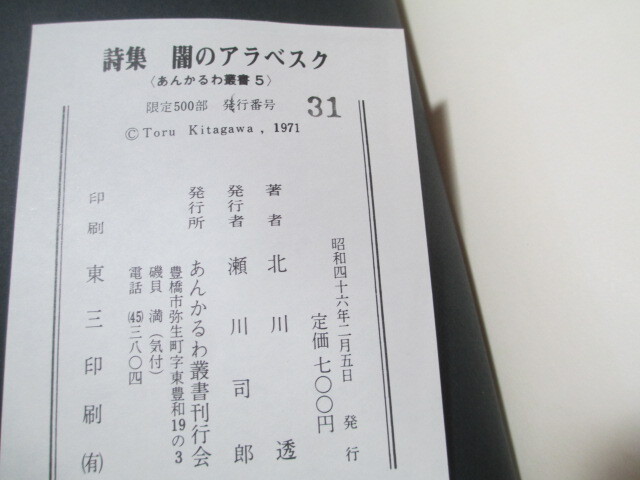 詩集 闇のアラベスク
〈あんかるわ叢書5〉
限定500部 発行番号 31
©Toru Kitagawa, 1971
昭和四十六年二月五日 発行
定価七〇〇円
著者 北川透
発行者 瀬川司郎
発行所 あんかるわ叢書刊行会
豊橋市弥生町字東豊和19の3
磯貝 満(気付)
電話 (45)三八〇四
印刷 東三印刷(有)